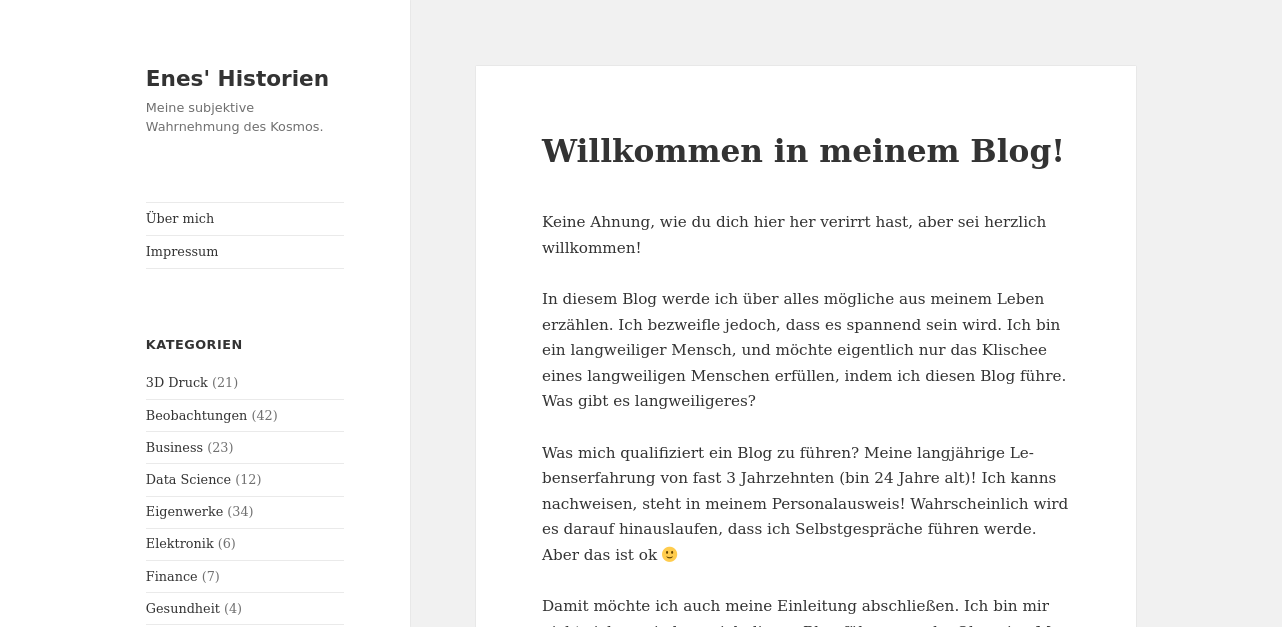 Enes' Historien
Meine subjektive
Wahrnehmung des Kosmos.
Über mich
Impressum
KATEGORIEN
3D Druck (21)
Beobachtungen (42)
Business (23)
Data Science (12)
Eigenwerke (34)
Elektronik (6)
Finance (7)
Gesundheit (4)
Willkommen in meinem Blog!
Keine Ahnung, wie du dich hier her verirrt hast, aber sei herzlich
willkommen!
In diesem Blog werde ich über alles mögliche aus meinem Leben
erzählen. Ich bezweifle jedoch, dass es spannend sein wird. Ich bin
ein langweiliger Mensch, und möchte eigentlich nur das Klischee
eines langweiligen Menschen erfüllen, indem ich diesen Blog führe.
Was gibt es langweiligeres?
Was mich qualifiziert ein Blog zu führen? Meine langjährige Le-
benserfahrung von fast 3 Jahrzehnten (bin 24 Jahre alt)! Ich kanns
nachweisen, steht in meinem Personalausweis! Wahrscheinlich wird
es darauf hinauslaufen, dass ich Selbstgespräche führen werde.
Aber das ist ok 🙂
Damit möchte ich auch meine Einleitung abschließen. Ich bin mir